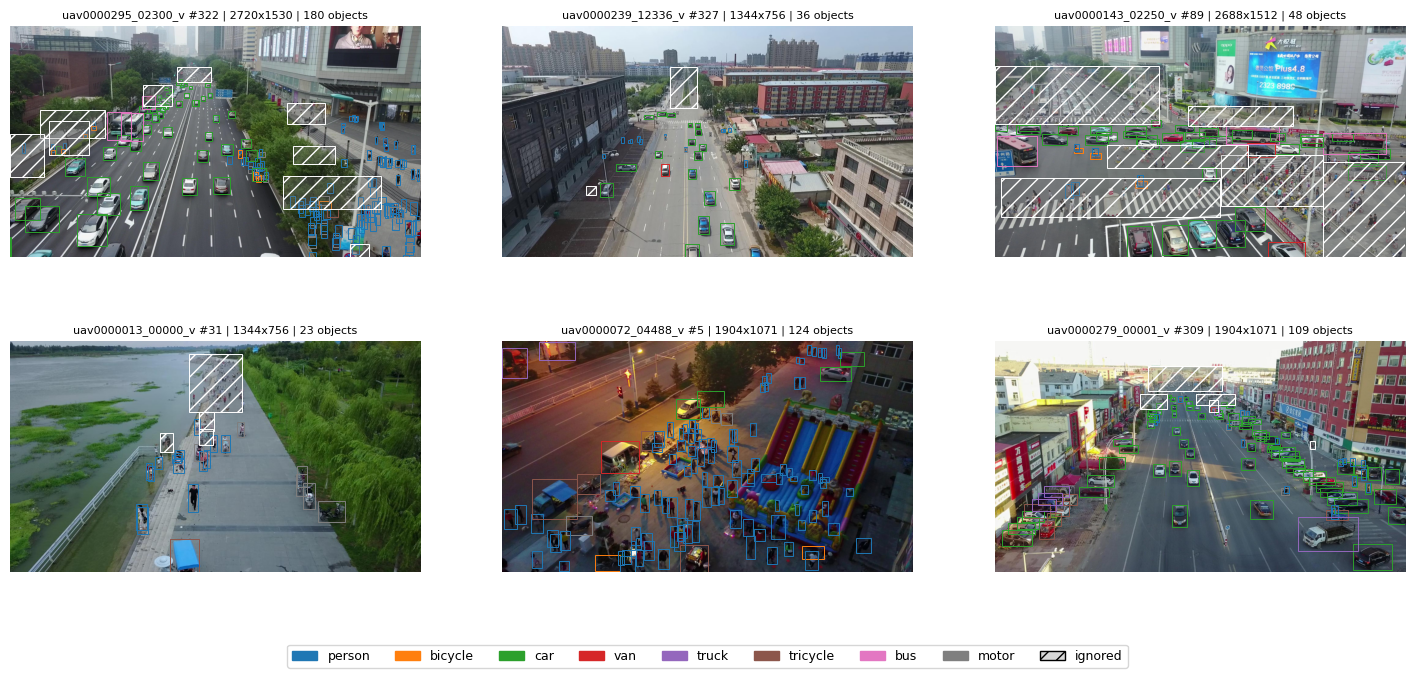 uav0000295_02300_v #322 | 2720x1530 | 180 objects
uav0000239_12336_v #327 | 1344x756 | 36 objects
uav0000143_02250_v #89 | 2688x1512 | 48 objects
Plus4.8
uav0000013_00000_v #31 | 1344x756 | 23 objects
uav0000072_04488_v #5 | 1904x1071 | 124 objects
uav0000279_00001_v #309 | 1904x1071 | 109 objects
person
bicycle
car
van
truck
tricycle
bus
motor
ignored